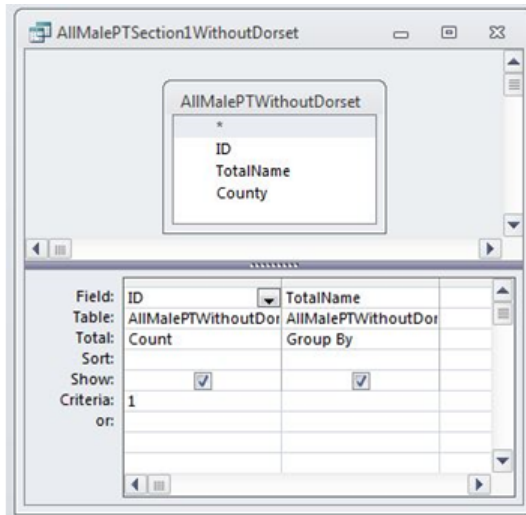 AllMalePTSection1WithoutDorset
AllMalePTWithoutDorset
*
ID
TotalName
County
Field: ID TotalName
Table: AllMalePTWithoutDor AllMalePTWithoutDor
Total: Count Group By
Sort:
Show:
Criteria: 1
or: